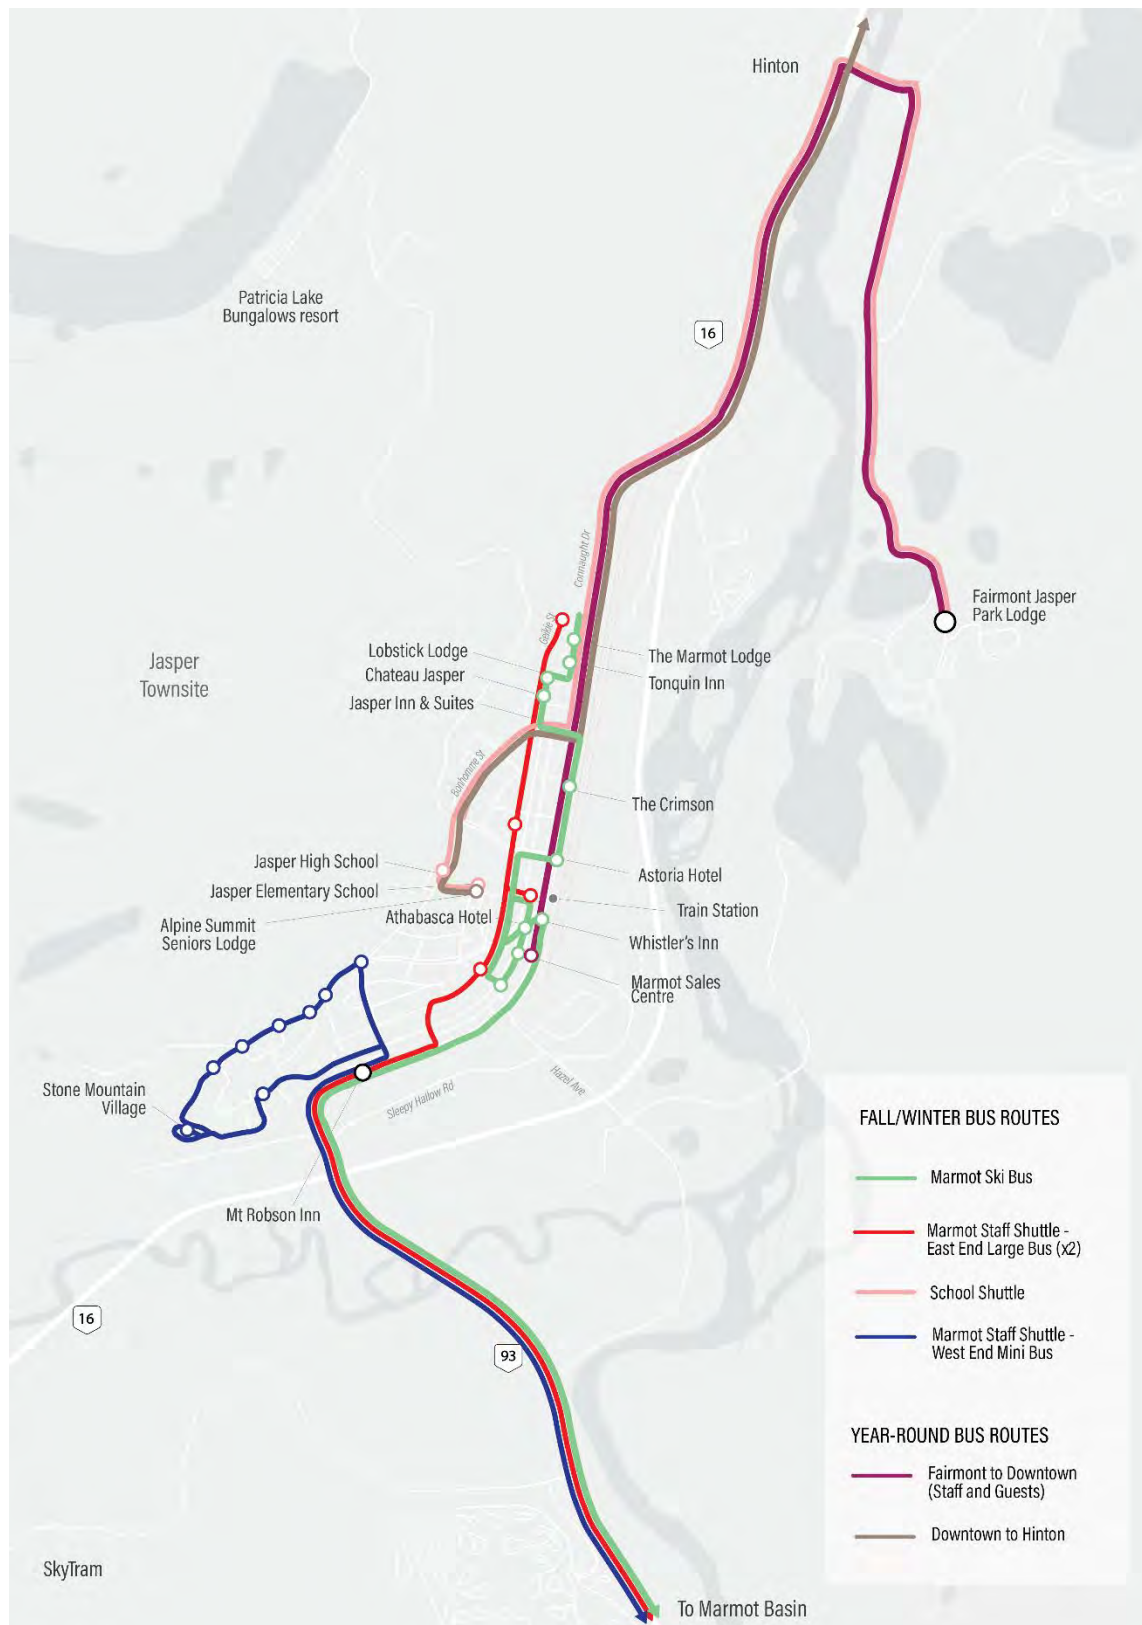 Hinton
Patricia Lake
Bungalows resort
16
Connaught Dr
Fairmont Jasper
Park Lodge
Geikie St
Lobstick Lodge
The Marmot Lodge
Jasper
Townsite
Chateau Jasper
Tonquin Inn
Jasper Inn & Suites
Bonhomme St
The Crimson
Jasper High School
Astoria Hotel
Jasper Elementary School
Train Station
Athabasca Hotel
Alpine Summit
Seniors Lodge
Whistler's Inn
Marmot Sales
Centre
Stone Mountain
Village
Sleepy Hallow Rd
Hazel Ave
Mt Robson Inn
16
93
FALL/WINTER BUS ROUTES
Marmot Ski Bus
Marmot Staff Shuttle -
East End Large Bus (x2)
School Shuttle
Marmot Staff Shuttle -
West End Mini Bus
YEAR-ROUND BUS ROUTES
Fairmont to Downtown
(Staff and Guests)
Downtown to Hinton
SkyTram
To Marmot Basin